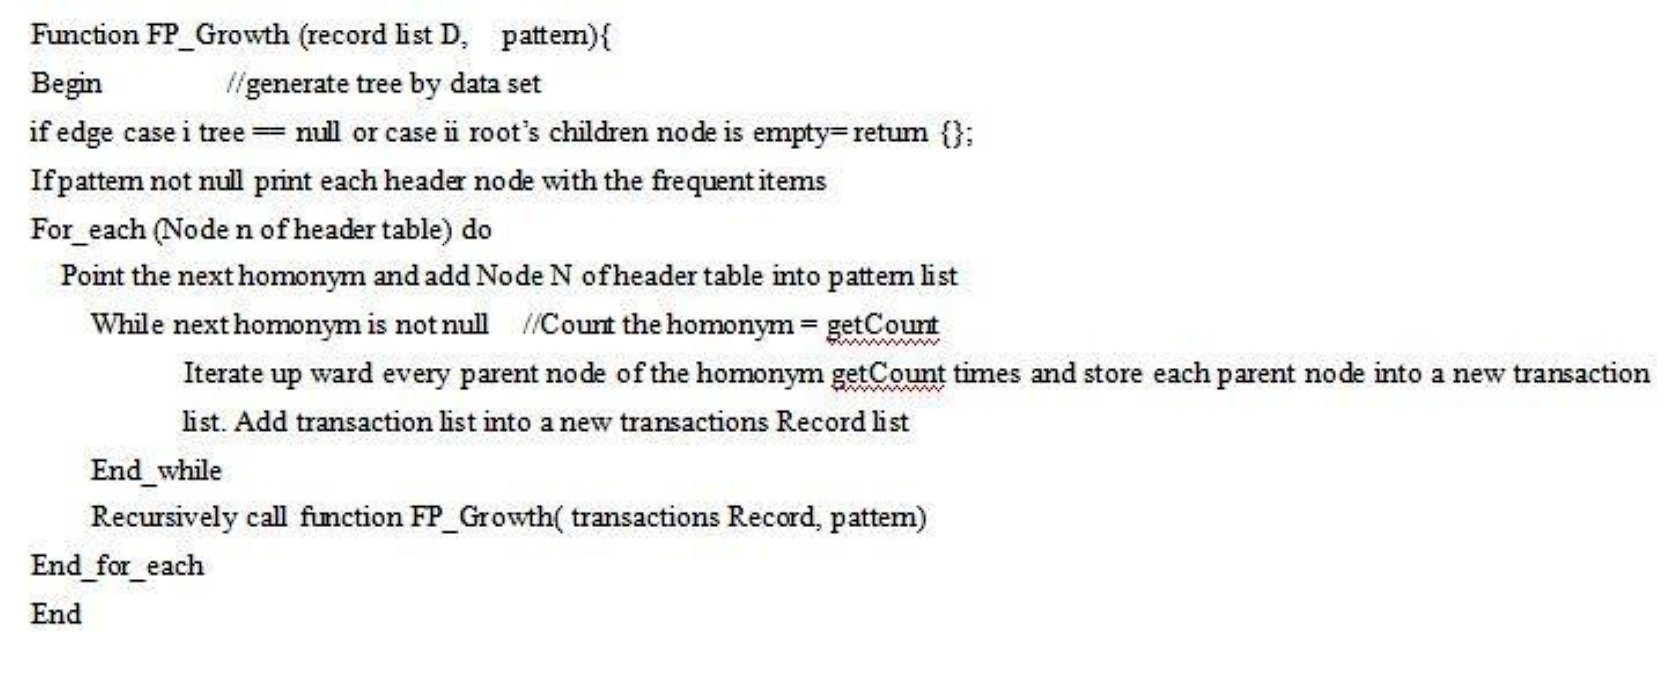 Function FP_Growth (record list D, pattern){
Begin //generate tree by data set
if edge case i tree == null or case ii root's children node is empty= return {};
If pattern not null print each header node with the frequent items
For_each (Node n of header table) do
Point the next homonym and add Node N of header table into pattern list
While next homonym is not null //Count the homonym = getCount
Iterate up ward every parent node of the homonym getCount times and store each parent node into a new transaction
list. Add transaction list into a new transactions Record list
End_while
Recursively call function FP_Growth( transactions Record, pattern)
End_for_each
End